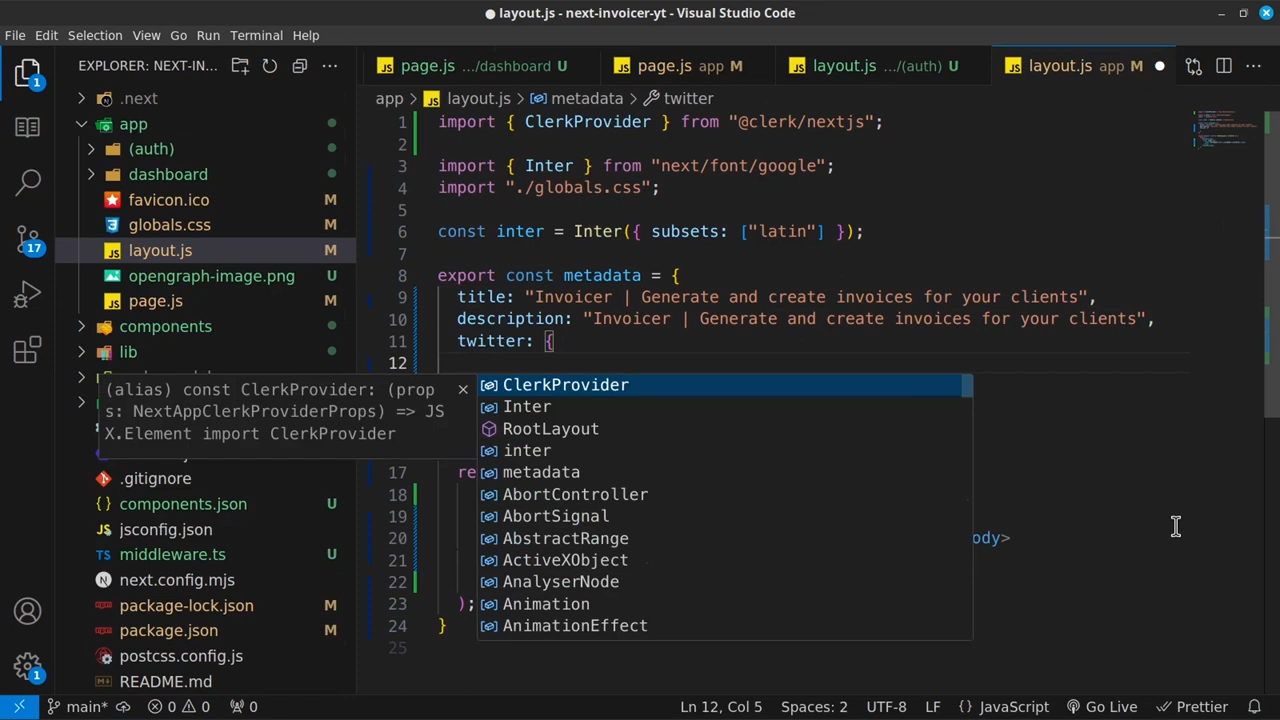 layout.js - next-invoicer-yt - Visual Studio Code
File Edit Selection View Go Run Terminal Help
EXPLORER: NEXT-IN...
page.js .../dashboard U
page.js app M
layout.js .../(auth) U
layout.js app M
app > layout.js > metadata > twitter
1
17
1
.next
app
(auth)
dashboard
favicon.ico M
globals.css M
layout.js M
opengraph-image.png U
page.js M
components
lib
.gitignore
components.json U
jsconfig.json
middleware.ts U
next.config.mjs
package-lock.json M
package.json M
postcss.config.js
README.md
1 import { ClerkProvider } from "@clerk/nextjs";
2
3 import { Inter } from "next/font/google";
4 import "./globals.css";
5
6 const inter = Inter({ subsets: ["latin"] });
7
8 export const metadata = {
9 title: "Invoicer | Generate and create invoices for your clients",
10 description: "Invoicer | Generate and create invoices for your clients",
11 twitter: {
12
17 re
18
19
20 ody>
21
22
23 );
24 }
25
(alias) const ClerkProvider: (prop
s: NextAppClerkProviderProps) => JS
X.Element import ClerkProvider
ClerkProvider
Inter
RootLayout
inter
metadata
AbortController
AbortSignal
AbstractRange
ActiveXObject
AnalyserNode
Animation
AnimationEffect
main* 0 0 0 Ln 12, Col 5 Spaces: 2 UTF-8 LF {} JavaScript Go Live Prettier